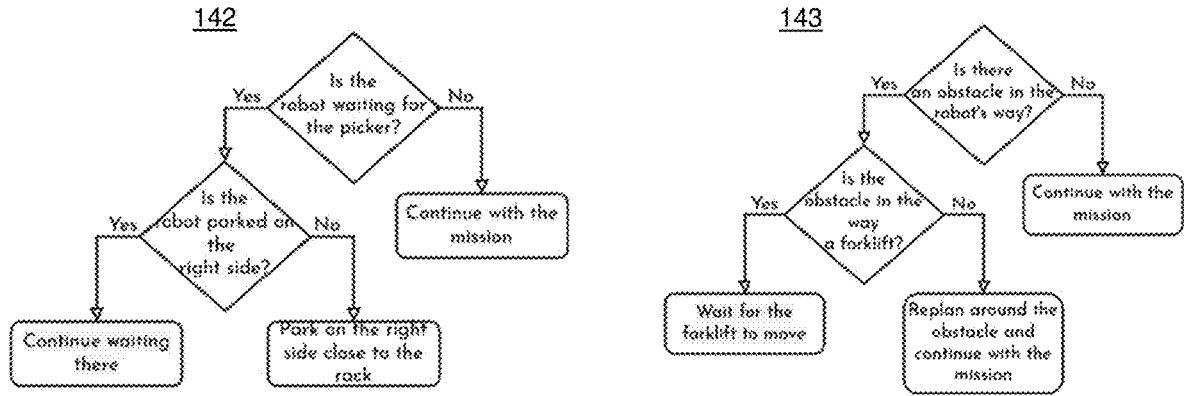 142
Is the
robot waiting for
the picker?
Yes
No
Is the
robot parked on
the
right side?
Yes
No
Continue with the
mission
Continue waiting
there
Park on the right
side close to the
rack
143
Is there
an obstacle in the
robot's way?
Yes
No
Is the
obstacle in the
way
a forklift?
Yes
No
Continue with the
mission
Wait for the
forklift to move
Replan around the
obstacle and
continue with the
mission